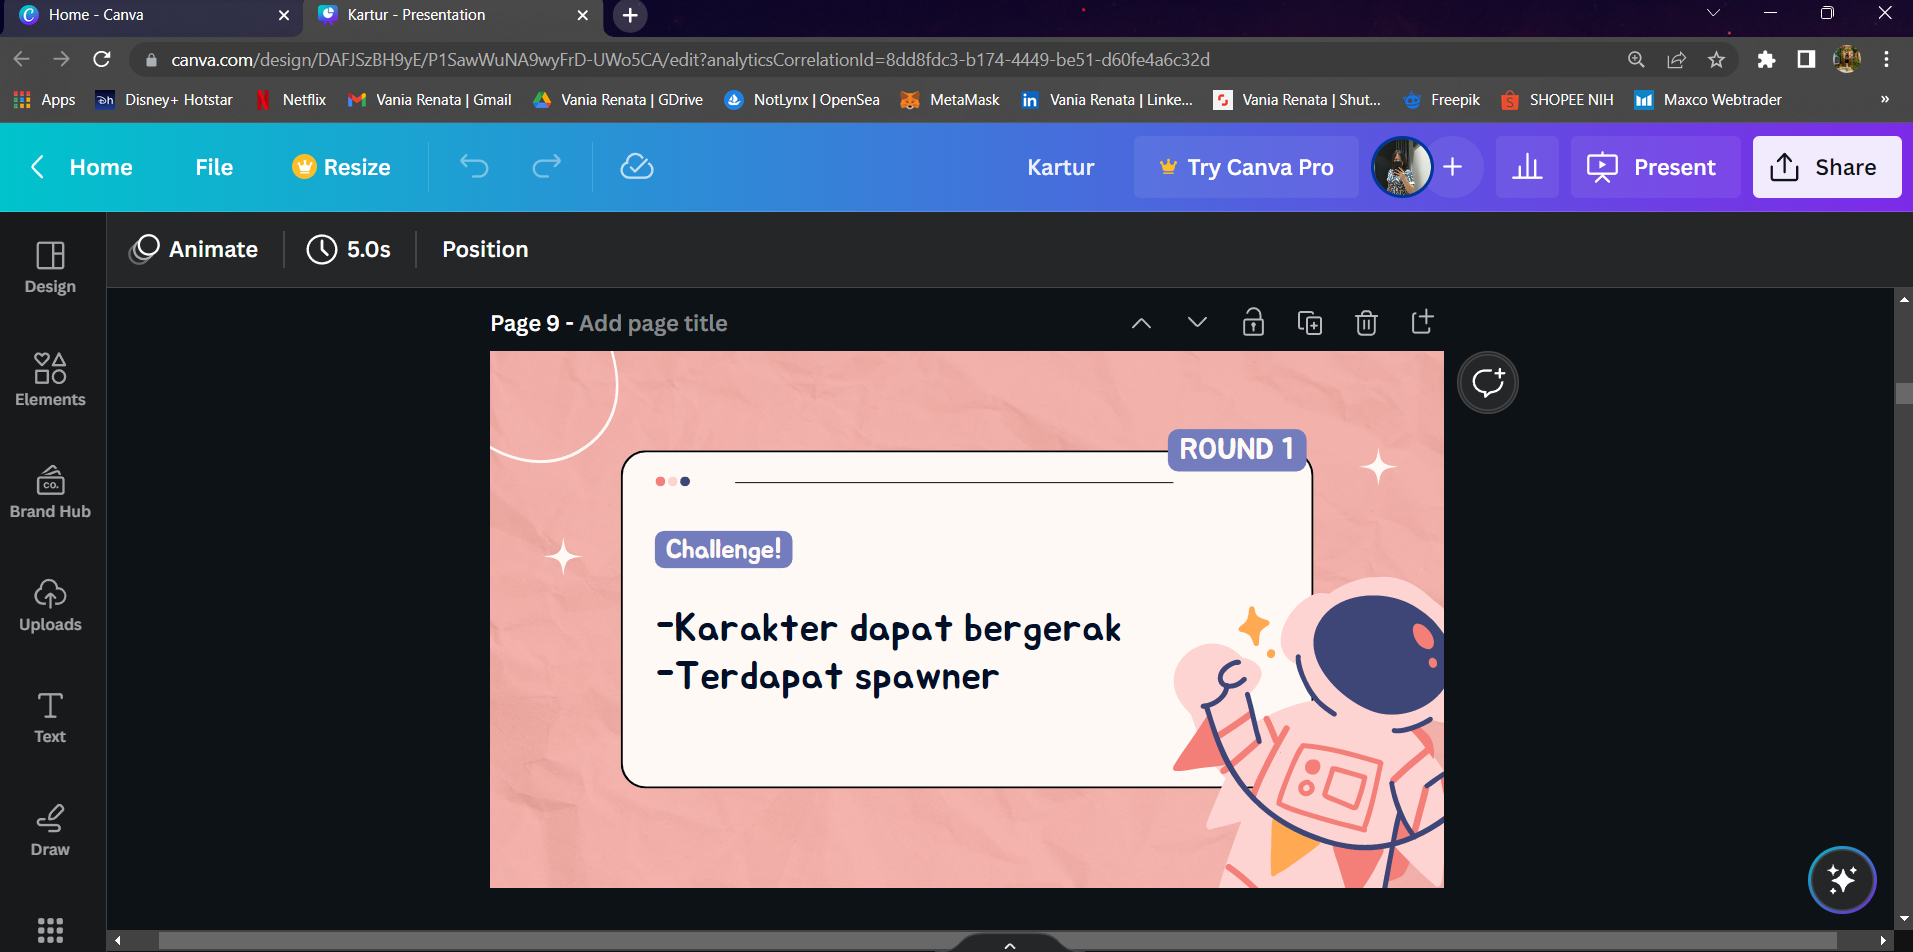 Home - Canva
Kartur - Presentation
canva.com/design/DAFJSzBH9yE/P1SawWuNA9wyFrD-UWo5CA/edit?analyticsCorrelationId=8dd8fdc3-b174-4449-be51-d60fe4a6c32d
Apps
Disney+ Hotstar
Netflix
Vania Renata | Gmail
Vania Renata | GDrive
NotLynx | OpenSea
MetaMask
Vania Renata | Linke...
Vania Renata | Shut...
Freepik
SHOPEE NIH
Maxco Webtrader
»
Home
File
Resize
Kartur
Try Canva Pro
Present
Share
Animate
5.0s
Position
Design
Elements
CO.
Brand Hub
Uploads
Text
Draw
Page 9 - Add page title
ROUND 1
Challenge!
-Karakter dapat bergerak
-Terdapat spawner